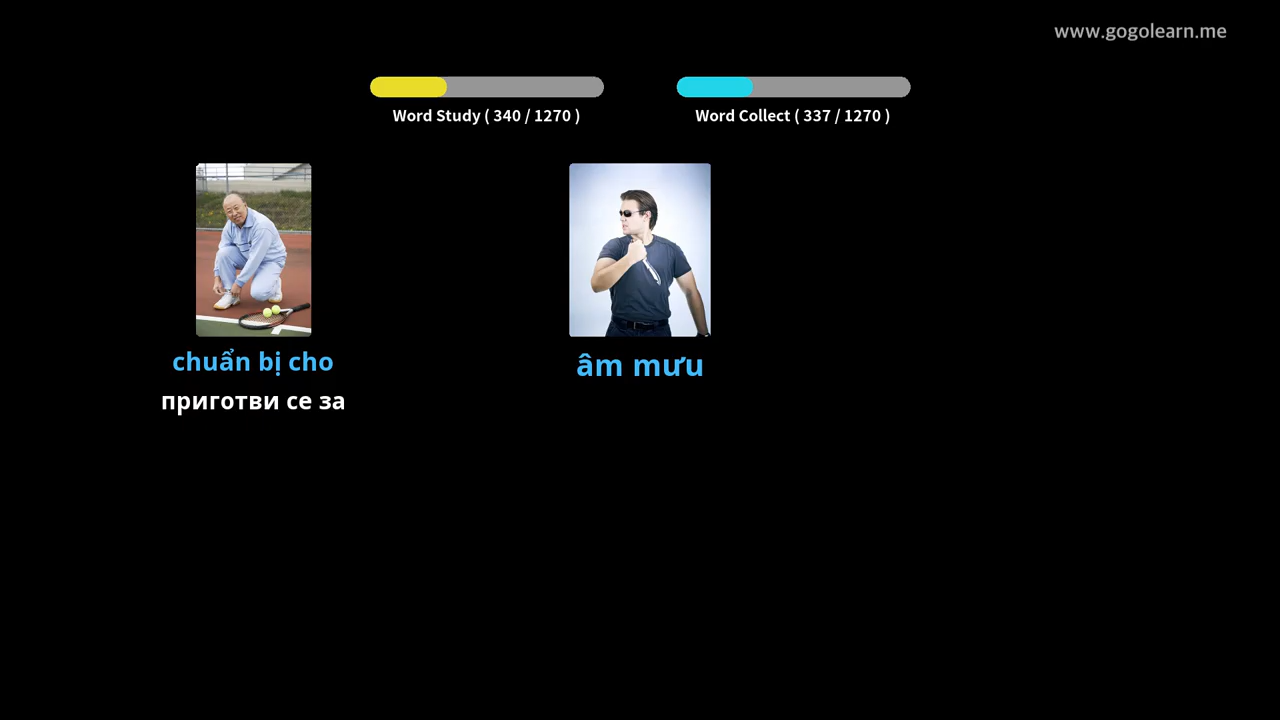 www.gogolearn.me
Word Study ( 340 / 1270 )
Word Collect ( 337 / 1270 )
chuẩn bị cho
приготви се за
âm mưu